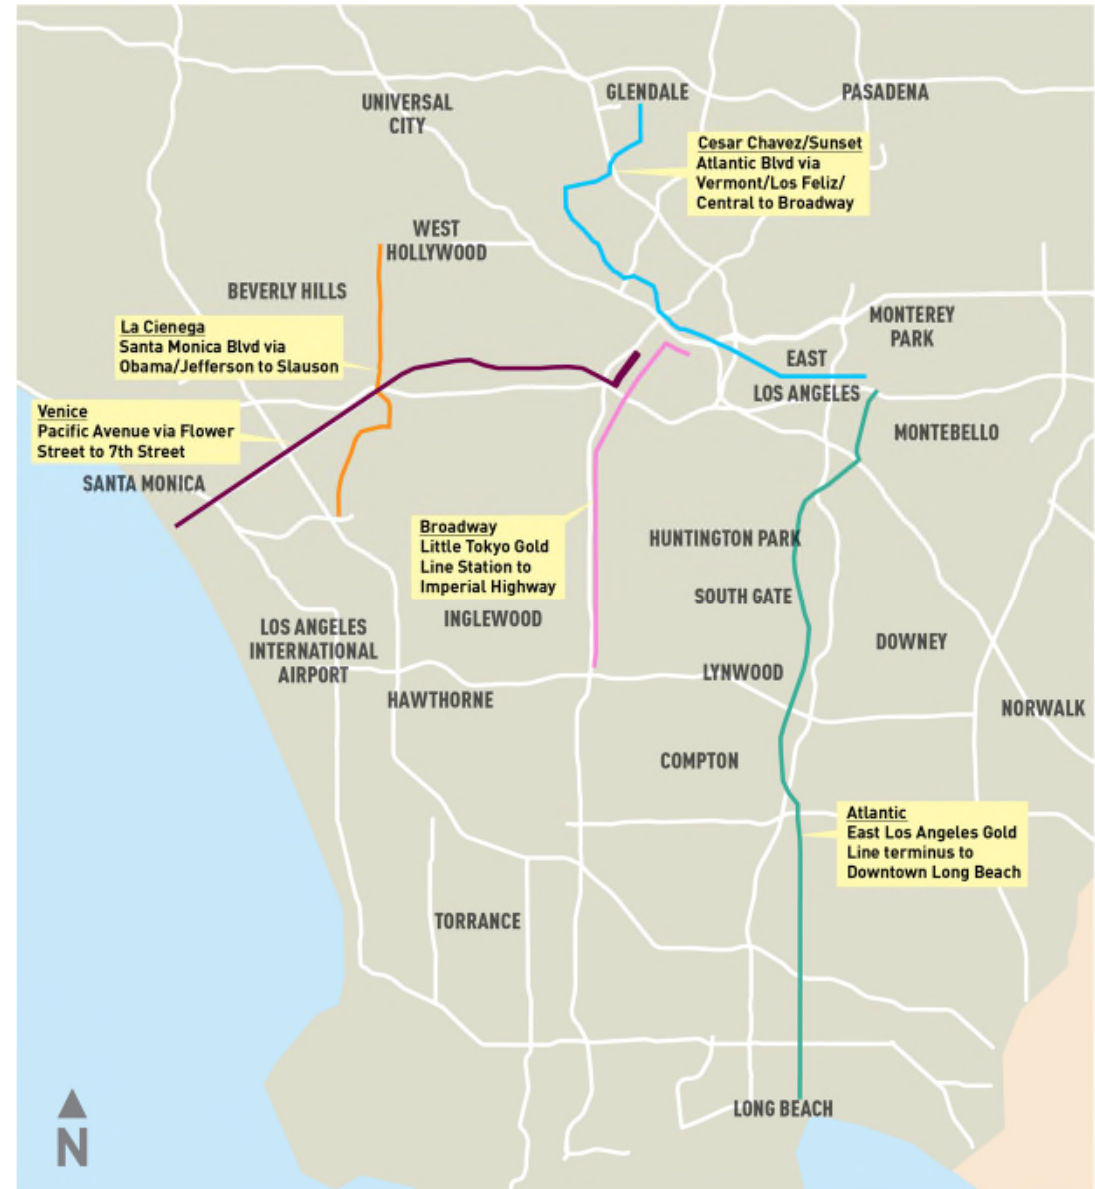 GLENDALE
PASADENA
UNIVERSAL
CITY
Cesar Chavez/Sunset
Atlantic Blvd via
Vermont/Los Feliz/
Central to Broadway
WEST
HOLLYWOOD
BEVERLY HILLS
MONTEREY
PARK
La Cienega
Santa Monica Blvd via
Obama/Jefferson to Slauson
EAST
LOS ANGELES
Venice
Pacific Avenue via Flower
Street to 7th Street
MONTEBELLO
SANTA MONICA
Broadway
Little Tokyo Gold
Line Station to
Imperial Highway
HUNTINGTON PARK
SOUTH GATE
INGLEWOOD
LOS ANGELES
INTERNATIONAL
AIRPORT
DOWNEY
LYNWOOD
HAWTHORNE
NORWALK
COMPTON
Atlantic
East Los Angeles Gold
Line terminus to
Downtown Long Beach
TORRANCE
LONG BEACH
N